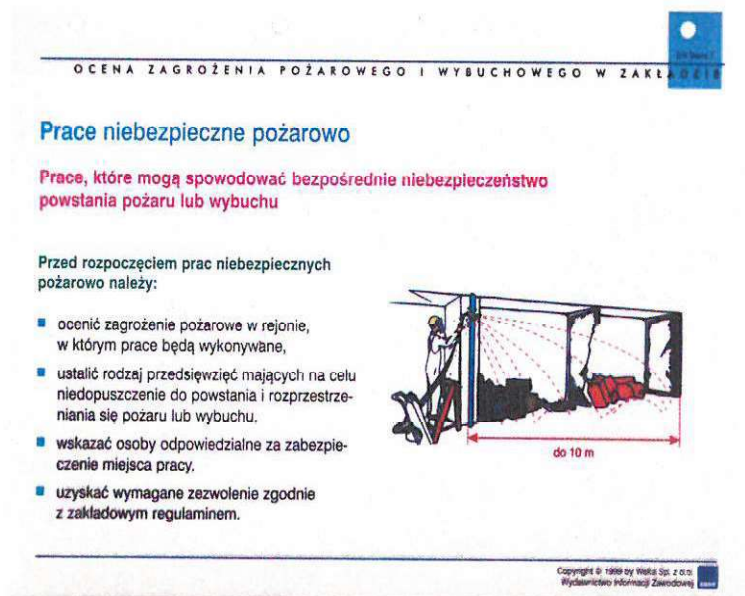 OCENA ZAGROŻENIA POŻAROWEGO I WYBUCHOWEGO W ZAKŁADZIE
Prace niebezpieczne pożarowo
Prace, które mogą spowodować bezpośrednie niebezpieczeństwo
powstania pożaru lub wybuchu
Przed rozpoczęciem prac niebezpiecznych
pożarowo należy:
ocenić zagrożenie pożarowe w rejonie,
w którym prace będą wykonywane,
ustalić rodzaj przedsięwzięć mających na celu
niedopuszczenie do powstania i rozprzestrze-
niania się pożaru lub wybuchu.
wskazać osoby odpowiedzialne za zabezpie-
czenie miejsca pracy.
uzyskać wymagane zezwolenie zgodnie
z zakładowym regulaminem.
do 10 m
Copyright © 1999 by Weka Sp. z o.o.
Wydawnictwo Informacji Zawodowej